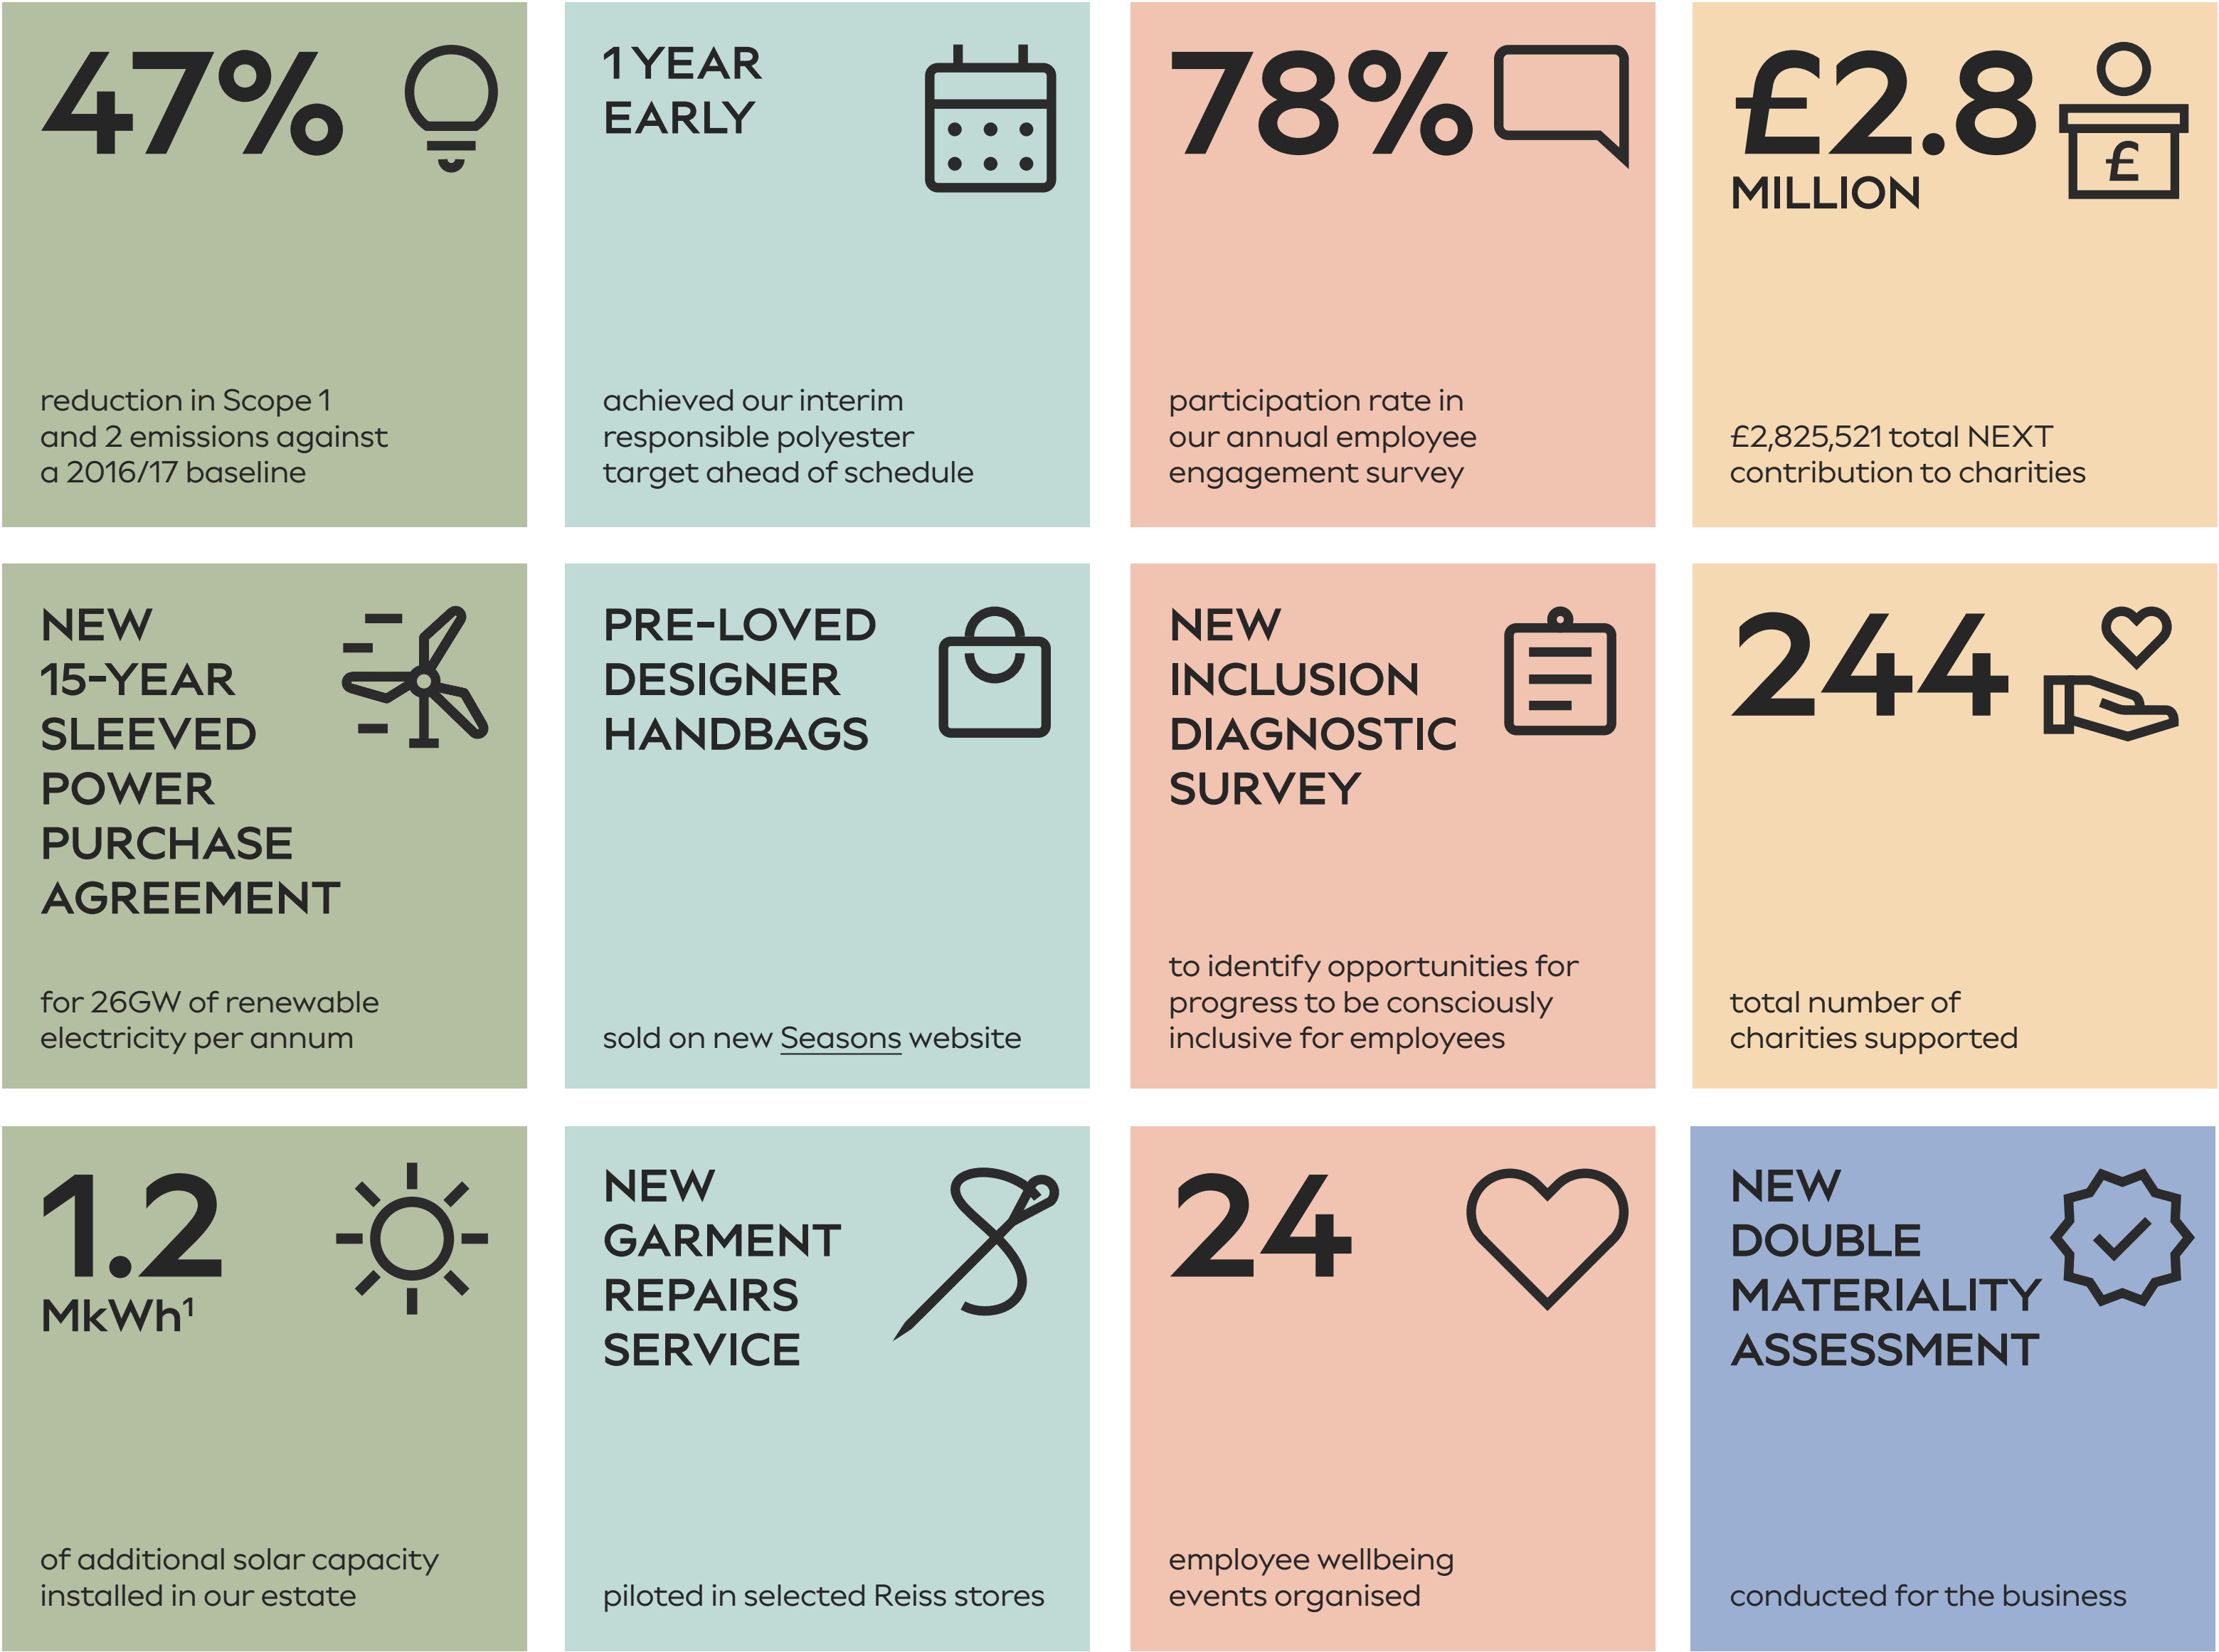 47%
reduction in Scope 1
and 2 emissions against
a 2016/17 baseline
1 YEAR
EARLY
achieved our interim
responsible polyester
target ahead of schedule
78%
participation rate in
our annual employee
engagement survey
£2.8
MILLION
£
£2,825,521 total NEXT
contribution to charities
NEW
15-YEAR
SLEEVED
POWER
PURCHASE
AGREEMENT
for 26GW of renewable
electricity per annum
PRE-LOVED
DESIGNER
HANDBAGS
sold on new Seasons website
NEW
INCLUSION
DIAGNOSTIC
SURVEY
to identify opportunities for
progress to be consciously
inclusive for employees
244
total number of
charities supported
1.2
MkWh¹
of additional solar capacity
installed in our estate
NEW
GARMENT
REPAIRS
SERVICE
piloted in selected Reiss stores
24
employee wellbeing
events organised
NEW
DOUBLE
MATERIALITY
ASSESSMENT
conducted for the business